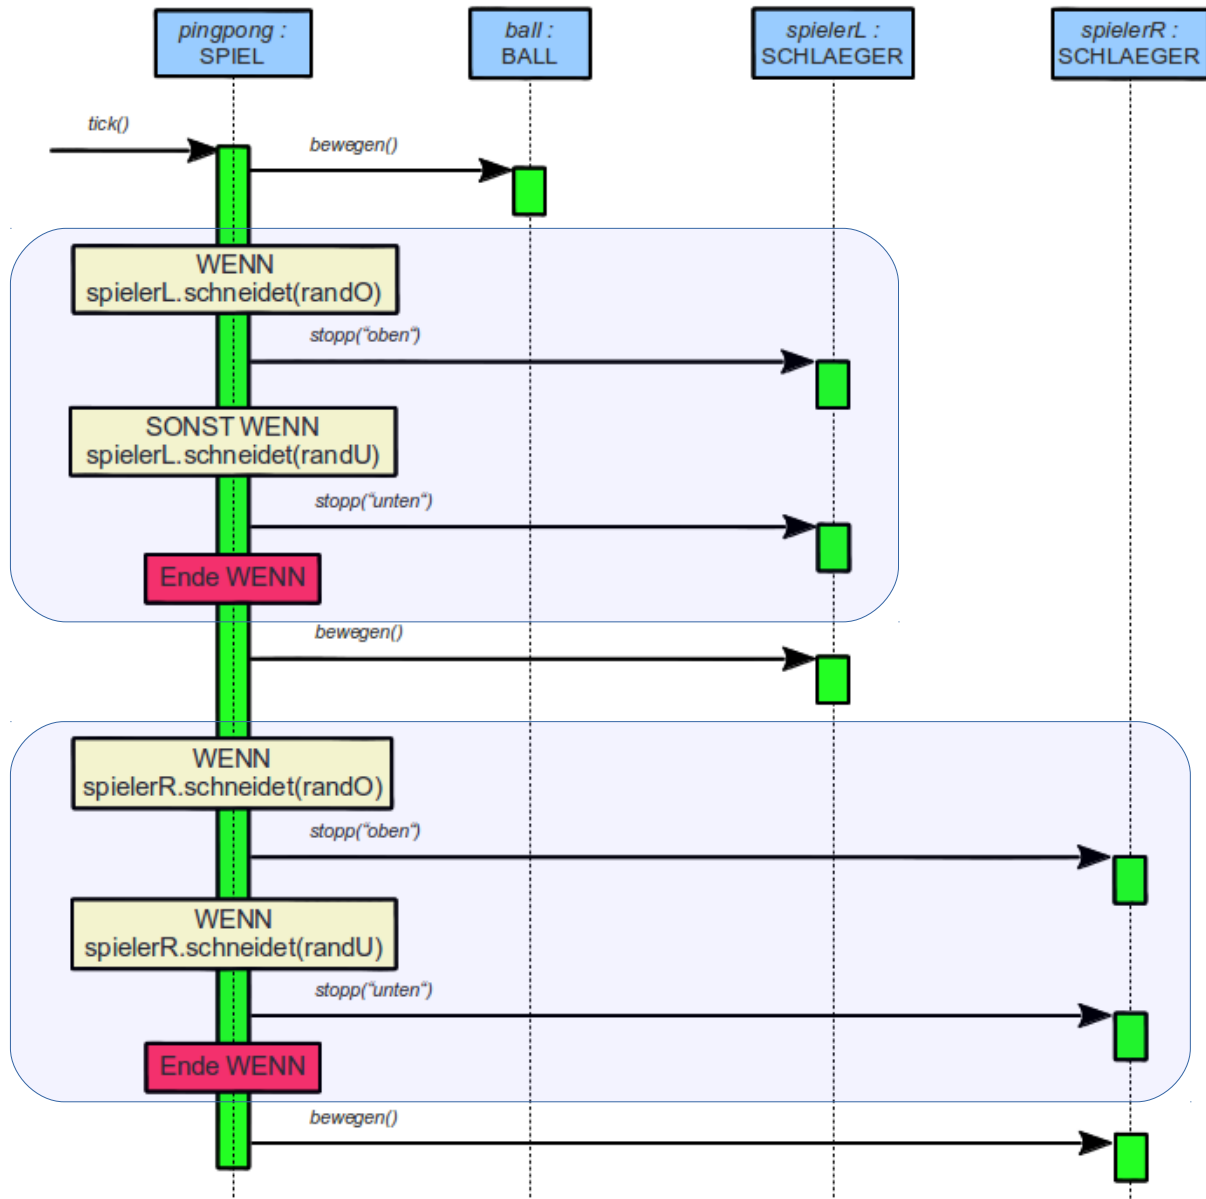 pingpong :
SPIEL
ball :
BALL
spielerL :
SCHLAEGER
spielerR :
SCHLAEGER
tick()
bewegen()
WENN
spielerL.schneidet(randO)
stopp(“oben“)
SONST WENN
spielerL.schneidet(randU)
stopp(“unten“)
Ende WENN
bewegen()
WENN
spielerR.schneidet(randO)
stopp(“oben“)
WENN
spielerR.schneidet(randU)
stopp(“unten“)
Ende WENN
bewegen()